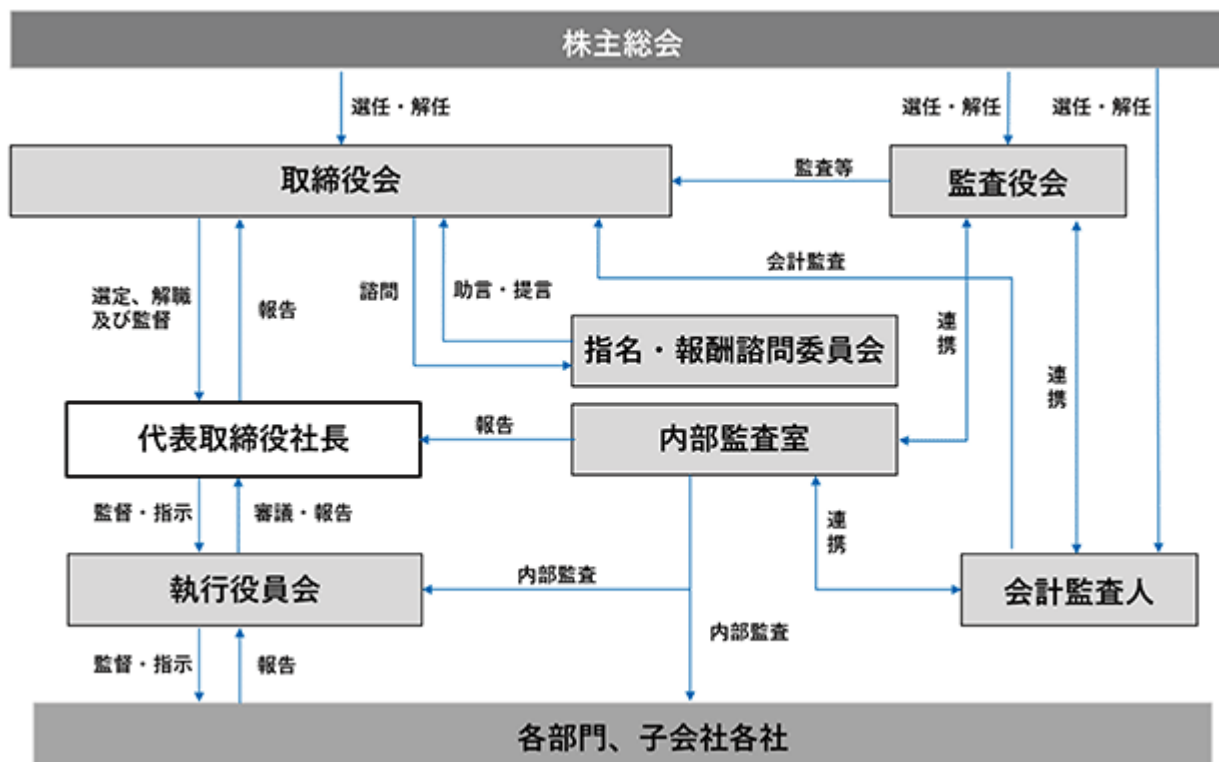 株主総会
選任・解任
選任・解任
選任・解任
取締役会
監査等
監査役会
会計監査
選定、解職
及び監督
報告
諮問
助言・提言
連携
連携
指名・報酬諮問委員会
代表取締役社長
報告
内部監査室
監督・指示
審議・報告
連携
執行役員会
内部監査
会計監査人
内部監査
監督・指示
報告
各部門、子会社各社